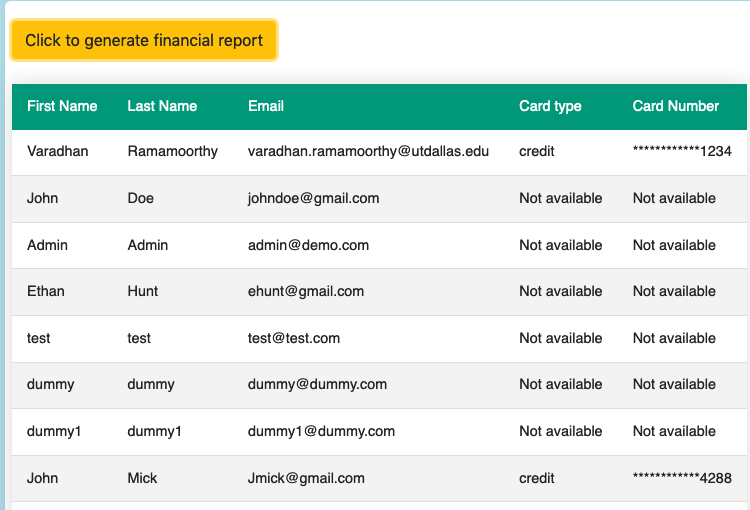 Click to generate financial report
First Name Last Name Email Card type Card Number
Varadhan Ramamoorthy varadhan.ramamoorthy@utdallas.edu credit ************1234
John Doe johndoe@gmail.com Not available Not available
Admin Admin admin@demo.com Not available Not available
Ethan Hunt ehunt@gmail.com Not available Not available
test test test@test.com Not available Not available
dummy dummy dummy@dummy.com Not available Not available
dummy1 dummy1 dummy1@dummy.com Not available Not available
John Mick Jmick@gmail.com credit ************4288